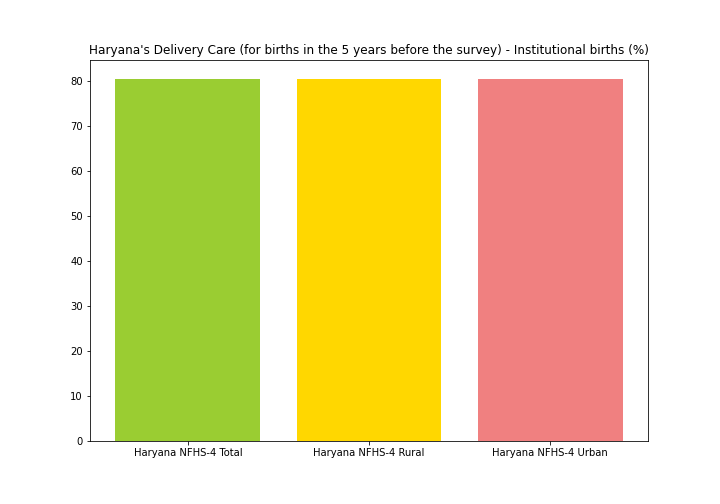 Haryana's Delivery Care (for births in the 5 years before the survey) - Institutional births (%)
80
70
60
50
40
30
20
10
0
Haryana NFHS-4 Total
Haryana NFHS-4 Rural
Haryana NFHS-4 Urban